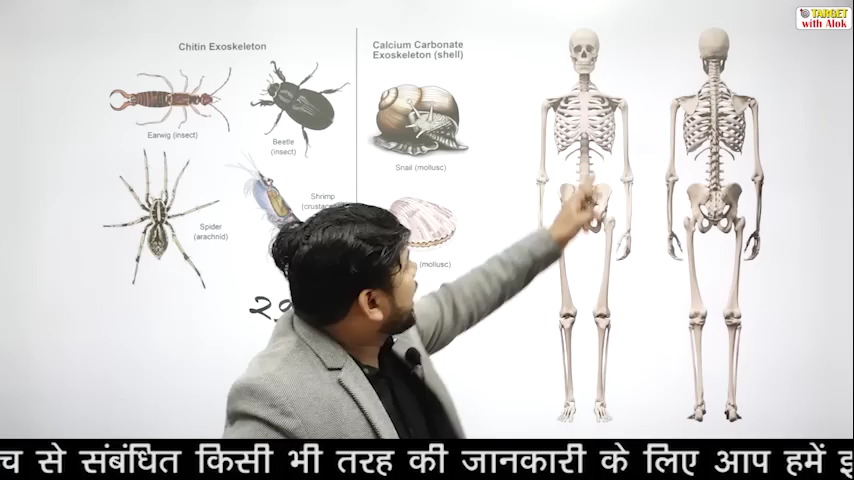 TARGET
with Alok
Chitin Exoskeleton
Calcium Carbonate
Exoskeleton (shell)
Earwig (insect)
Beetle
(insect)
Snail (mollusc)
Spider
(arachnid)
Shrimp
(mollusc)
से संबंधित किसी भी तरह की जानकारी के लिए आप हमें